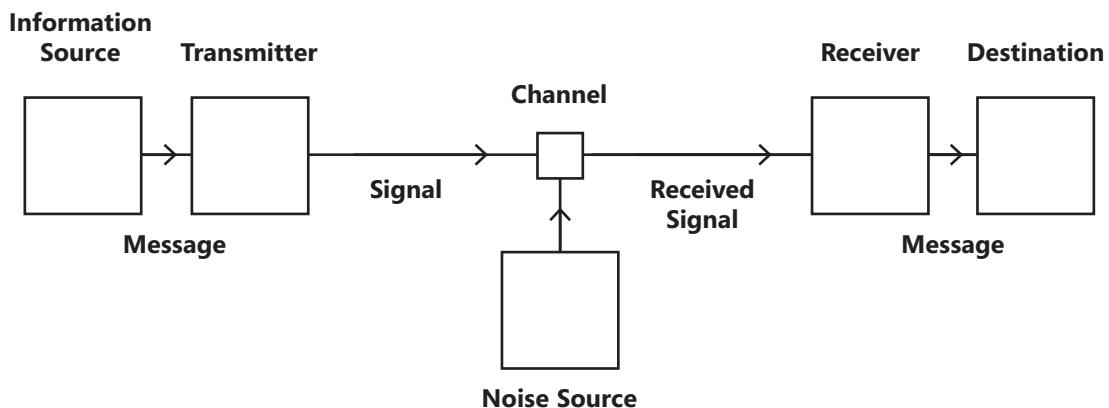 Information
Source
Transmitter
Channel
Receiver
Destination
Signal
Received
Signal
Message
Message
Noise Source